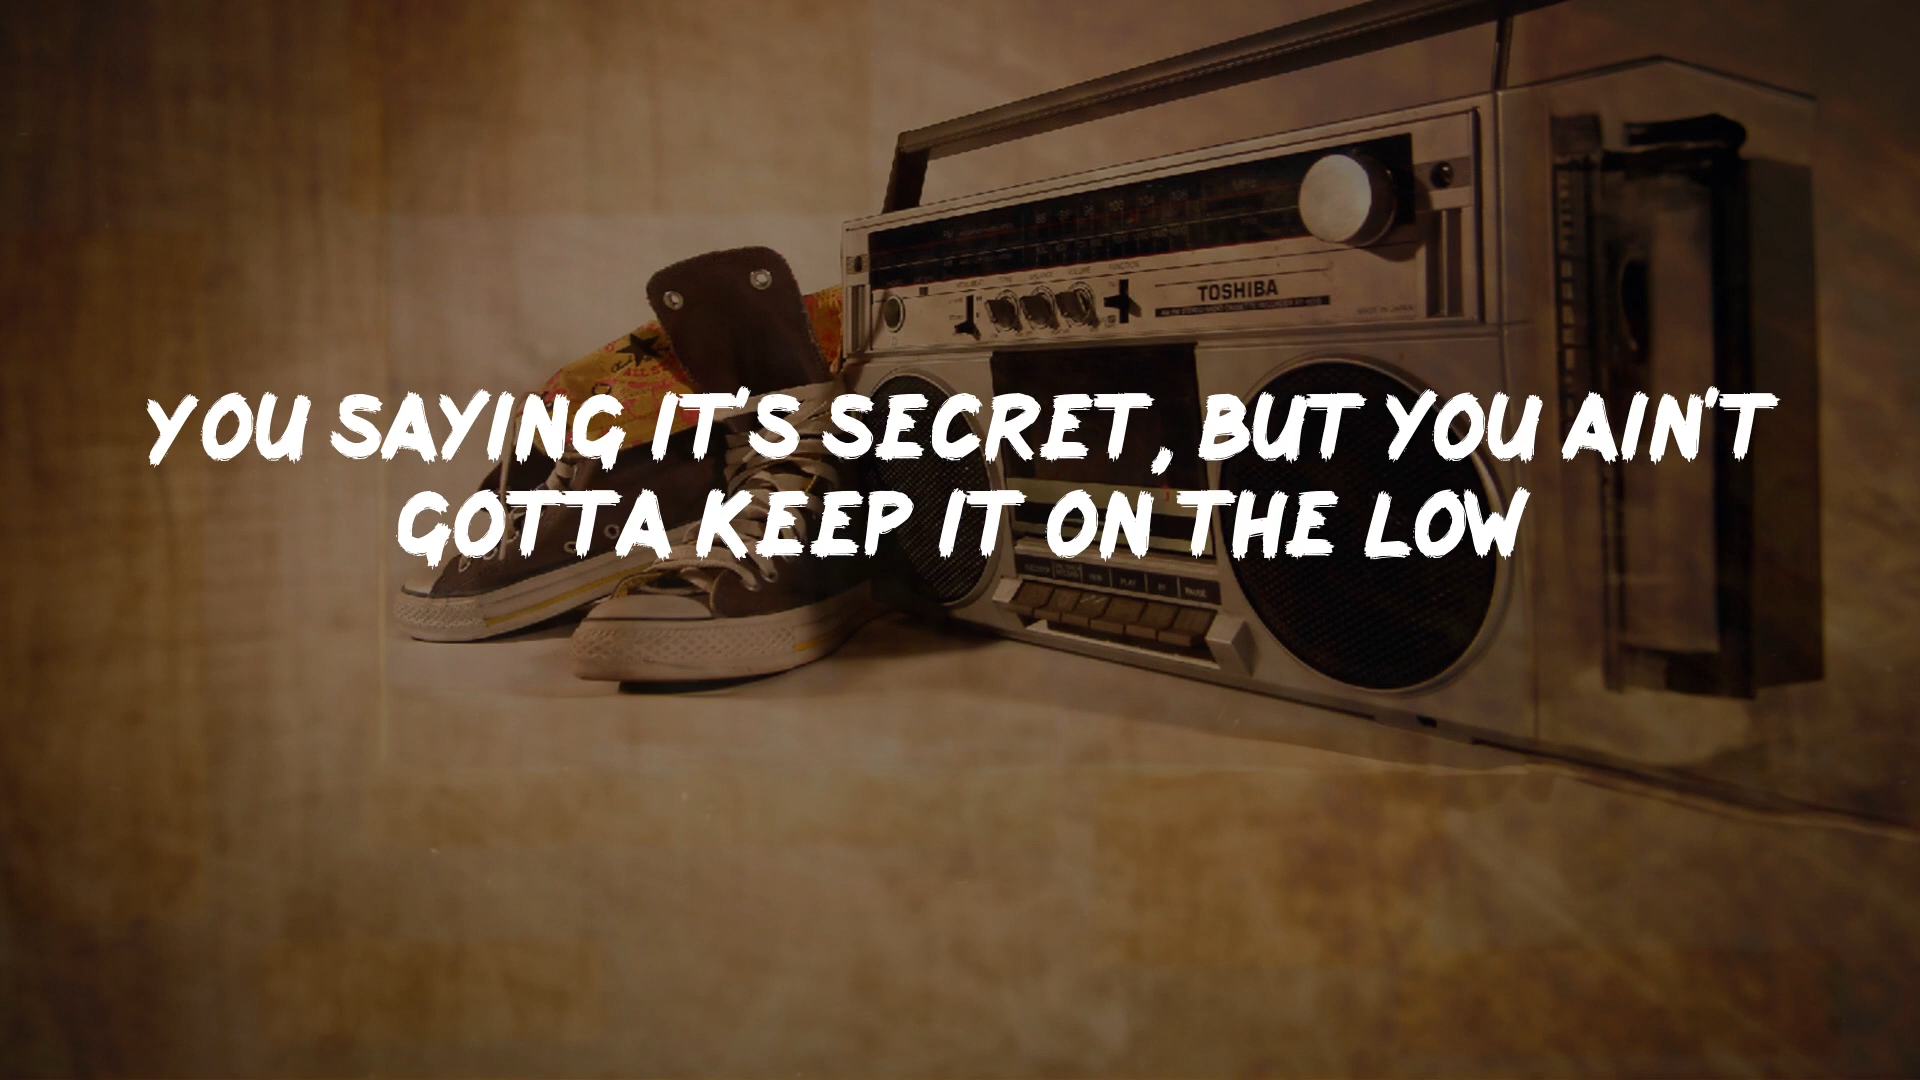 TOSHIBA
YOU SAYING IT'S SECRET, BUT YOU AIN'T
GOTTA KEEP IT ON THE LOW